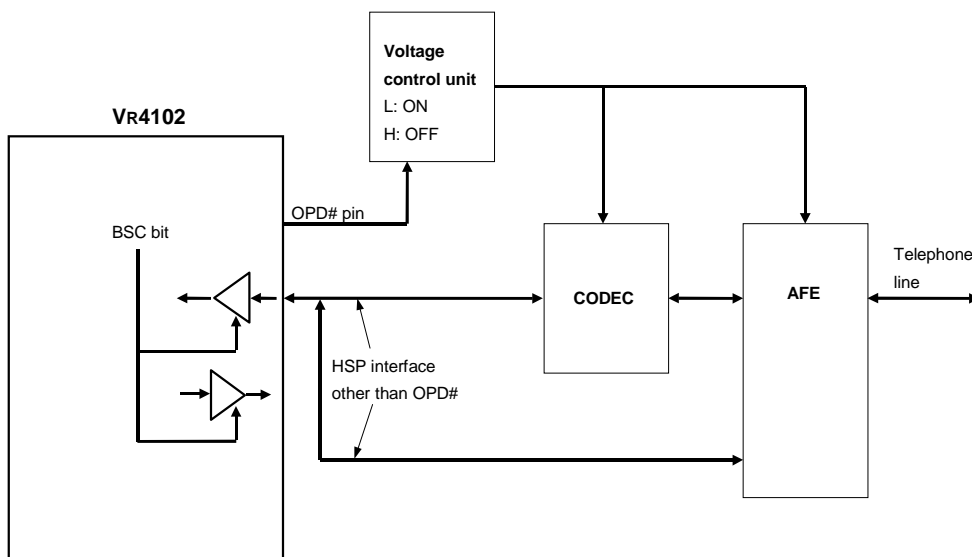 Voltage
control unit
L: ON
H: OFF
VR4102
OPD# pin
BSC bit
CODEC
AFE
Telephone
line
HSP interface
other than OPD#